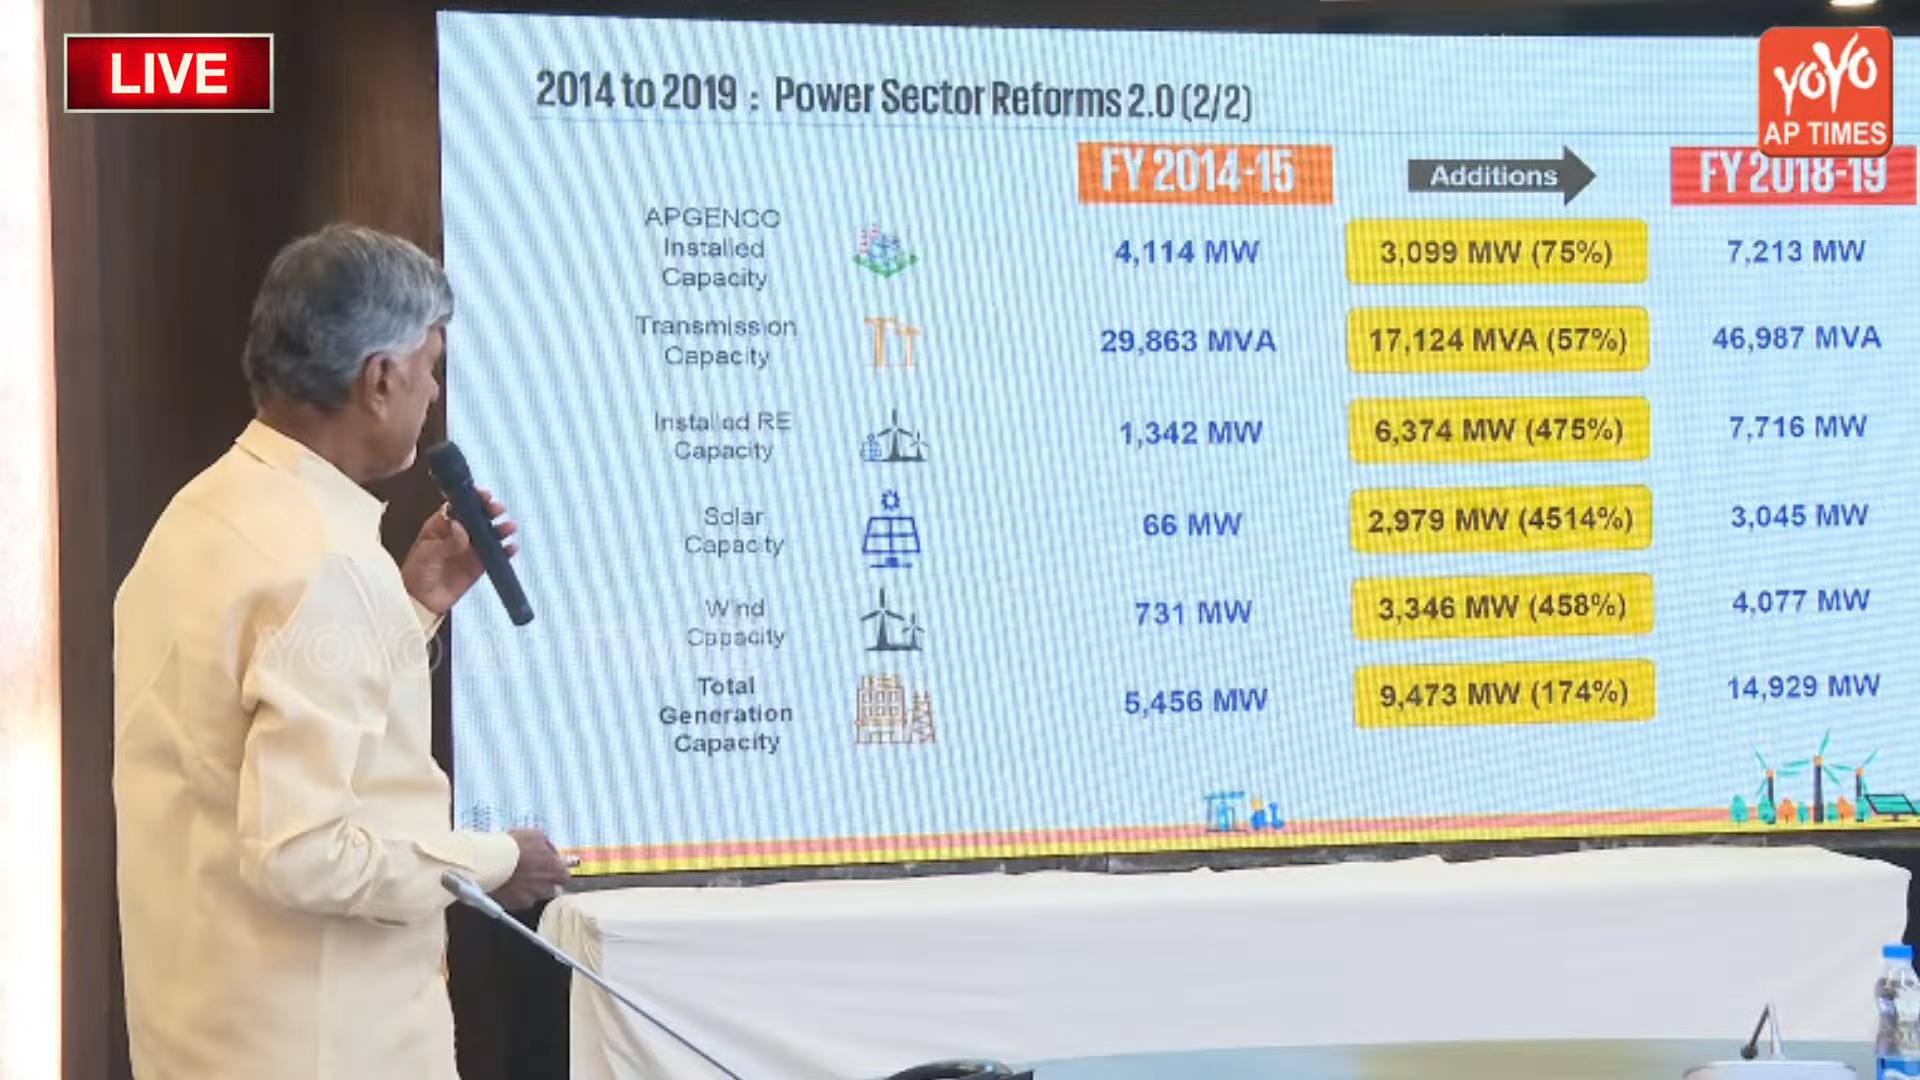 LIVE
YOYO
AP TIMES
2014 to 2019 : Power Sector Reforms 2.0 (2/2)
FY 2014-15
Additions
FY 2018-19
APGENCO
Installed
Capacity
4,114 MW
3,099 MW (75%)
7,213 MW
Transmission
Capacity
29,863 MVA
17,124 MVA (57%)
46,987 MVA
Installed RE
Capacity
1,342 MW
6,374 MW (475%)
7,716 MW
Solar
Capacity
66 MW
2,979 MW (4514%)
3,045 MW
Wind
Capacity
731 MW
3,346 MW (458%)
4,077 MW
YOYO
Total
Generation
Capacity
5,456 MW
9,473 MW (174%)
14,929 MW